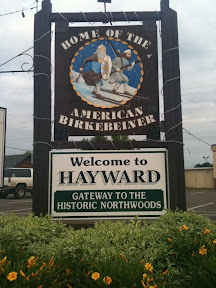 HOME OF THE
AMERICAN
BIRKEBEINER
Welcome to
HAYWARD
GATEWAY TO THE
HISTORIC NORTHWOODS